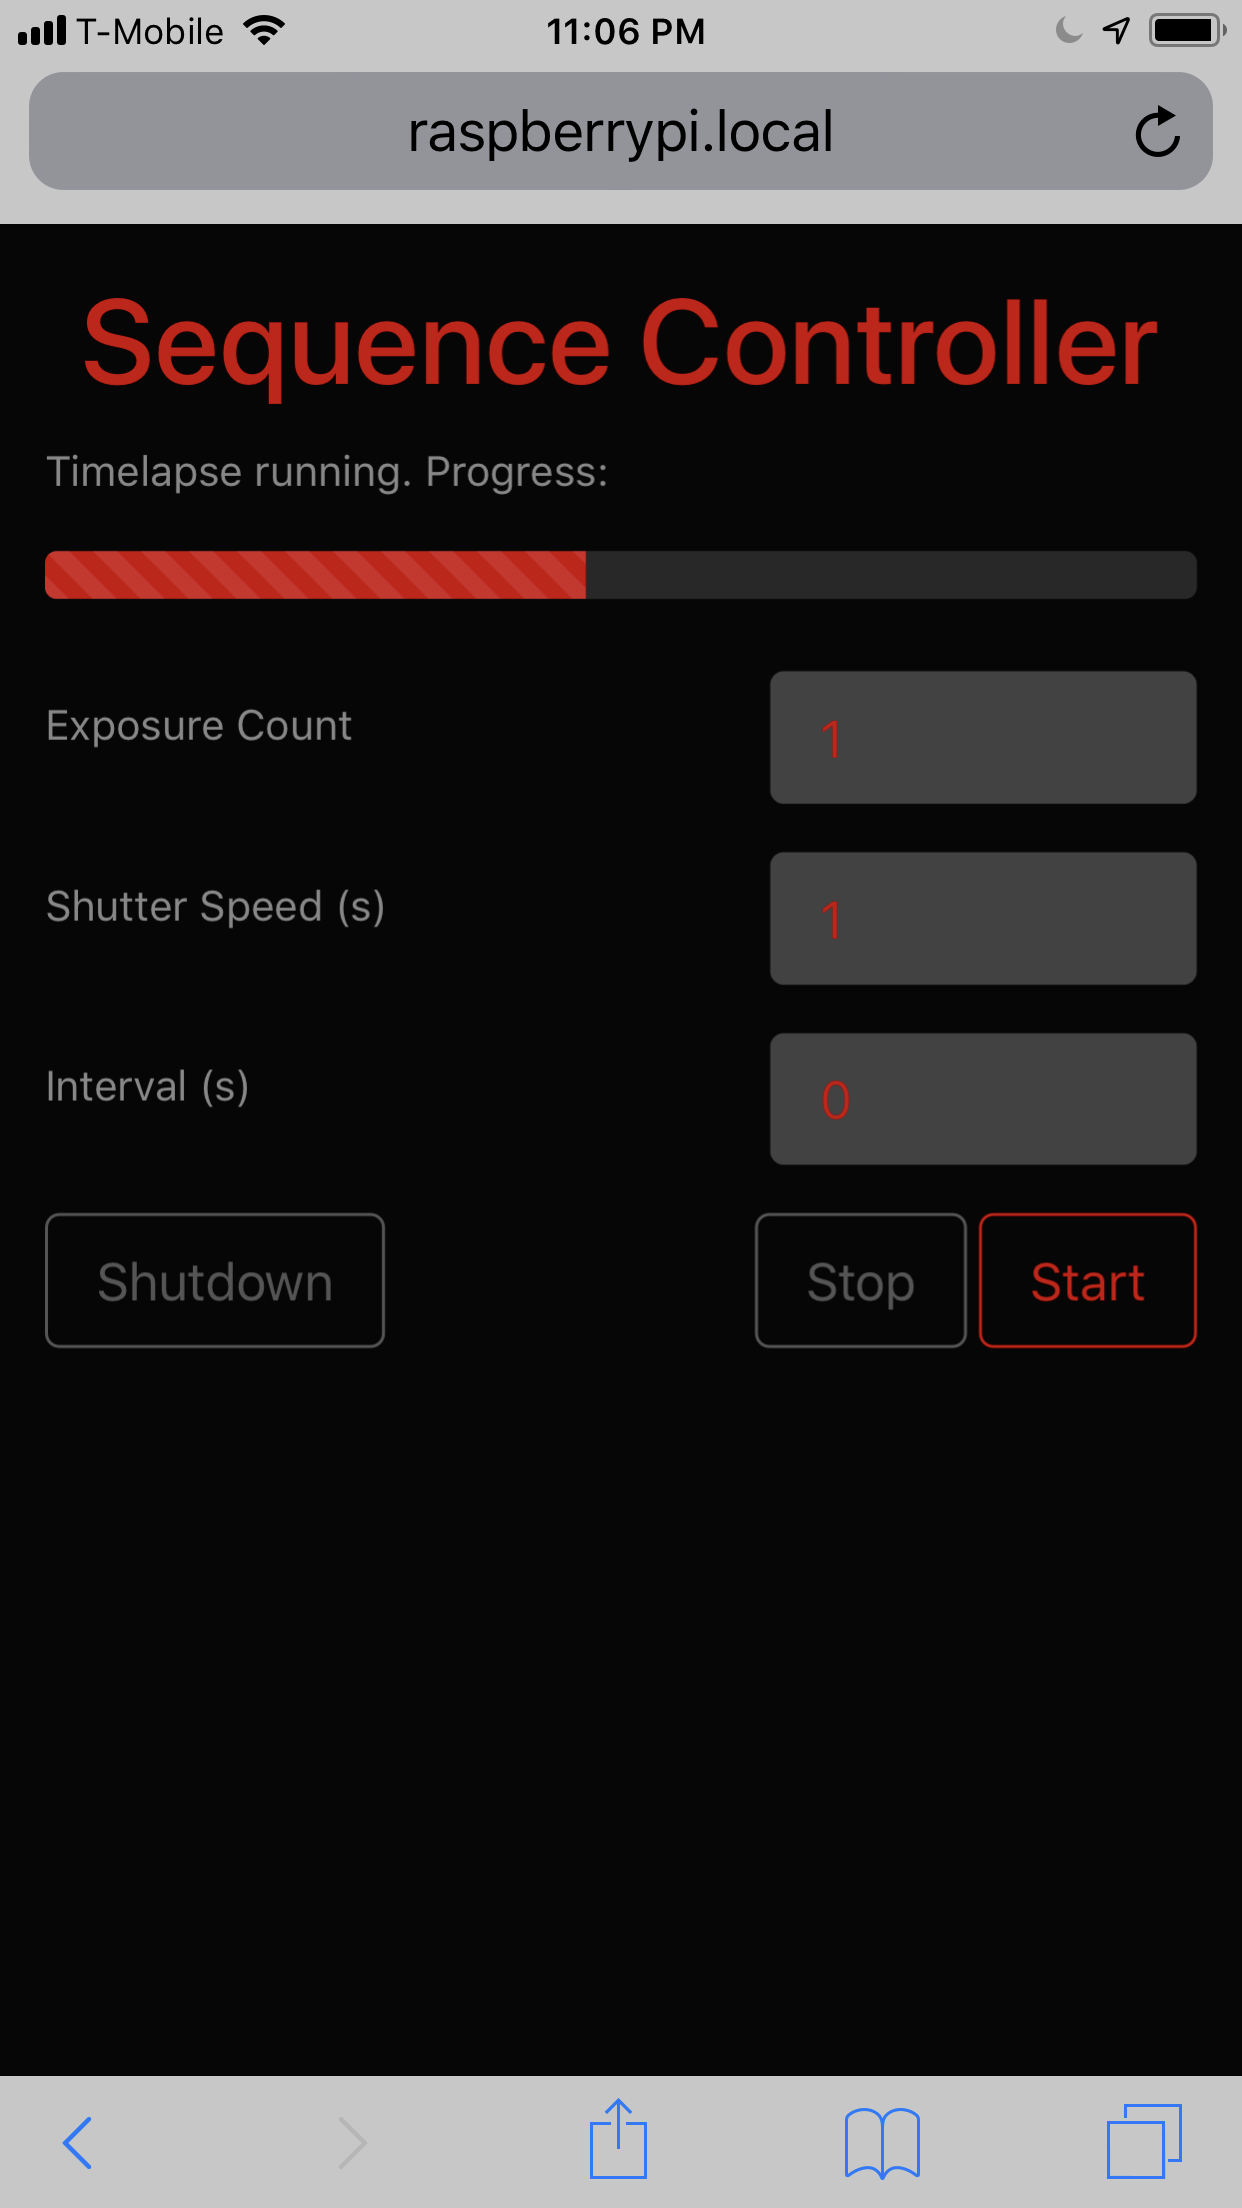 T-Mobile 11:06 PM
raspberrypi.local
Sequence Controller
Timelapse running. Progress:
Exposure Count 1
Shutter Speed (s) 1
Interval (s) 0
Shutdown Stop Start